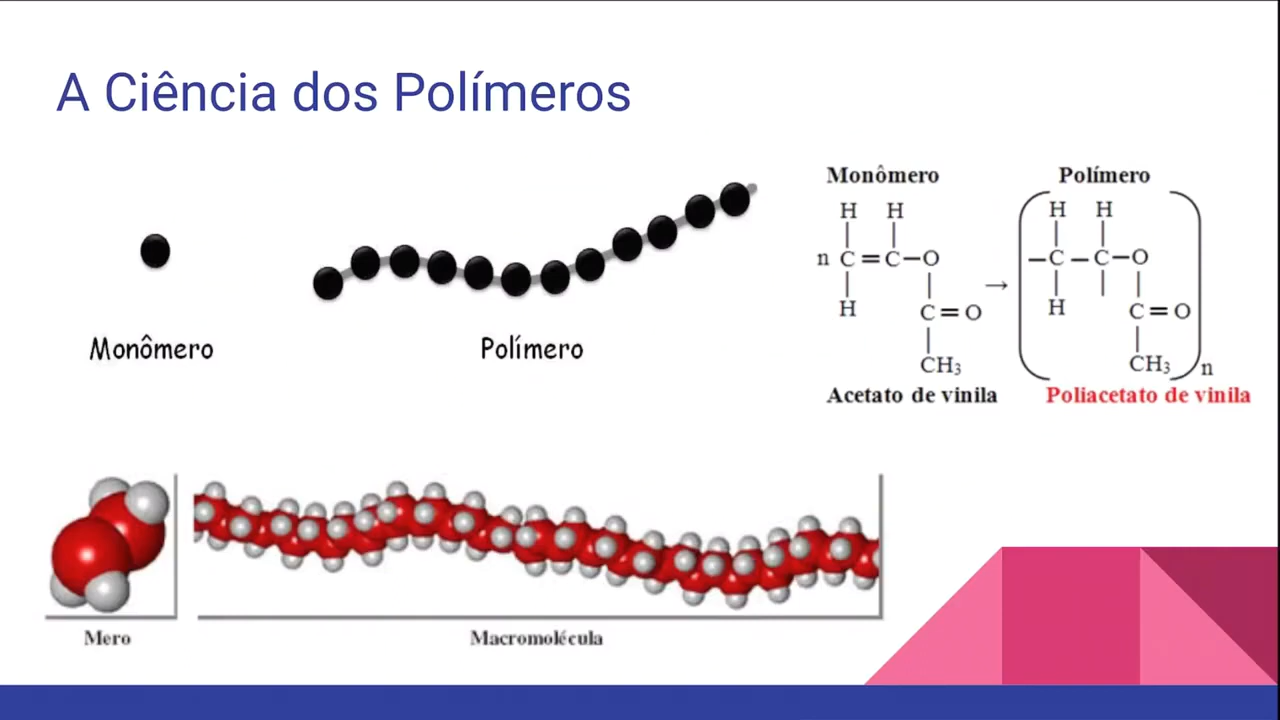 A Ciência dos Polímeros
Monômero
Polímero
Monômero
H H
n C=C–O
H
C=O
CH₃
Acetato de vinila
→
Polímero
H H
–C–C–O
H
C=O
CH₃
n
Poliacetato de vinila
Mero
Macromolécula